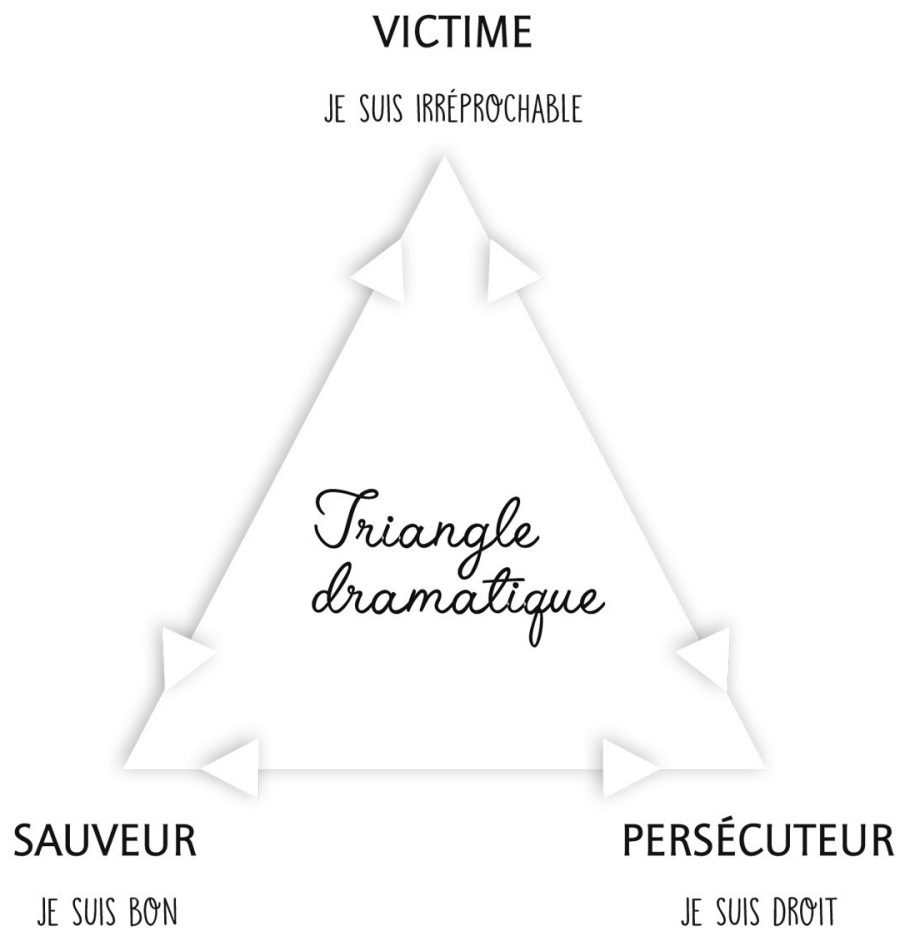 VICTIME
JE SUIS IRRÉPROCHABLE
Triangle
dramatique
SAUVEUR
PERSÉCUTEUR
JE SUIS BON
JE SUIS DROIT